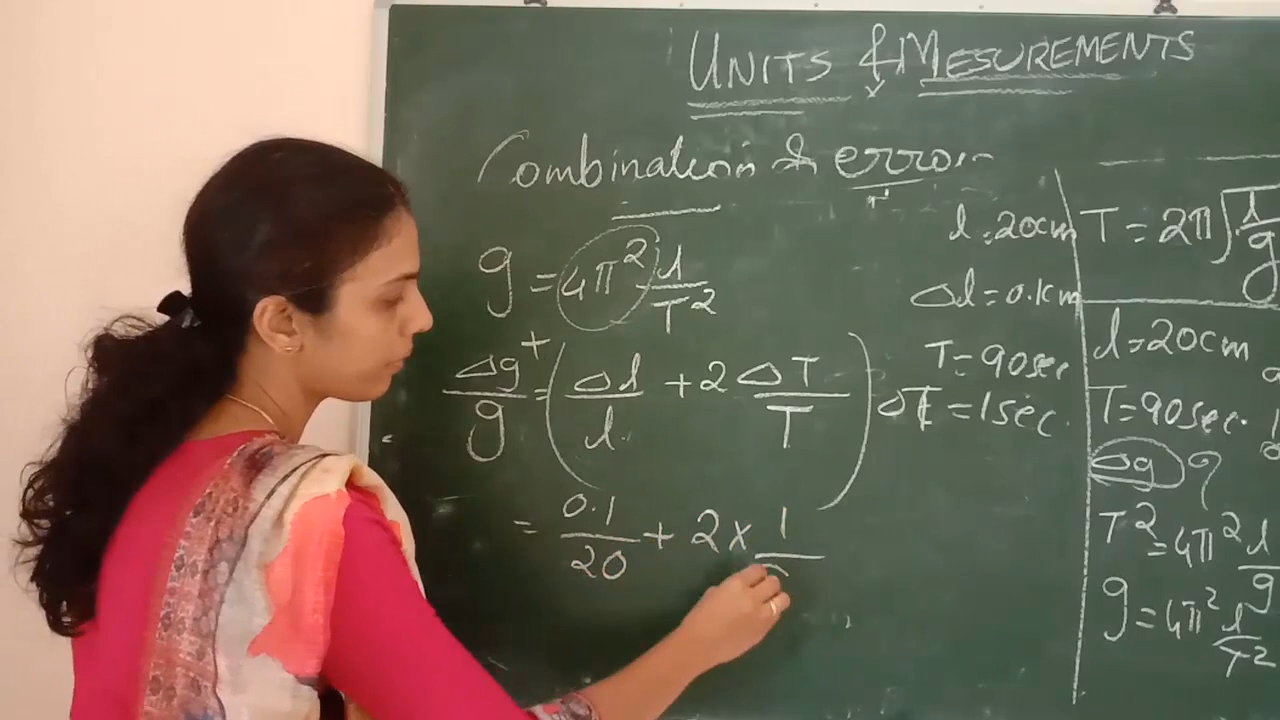 UNITS & MESUREMENTS
Combination of error
g = 4π² l/T²
Δg/g = ± (Δl/l + 2 ΔT/T)
= 0.1/20 + 2 × 1/
l = 20cm
Δl = 0.1cm
T = 90sec
ΔT = 1sec.
T = 2π√(l/g)
l = 20cm
T = 90sec.
Δg ?
T² = 4π² l/g
g = 4π² l/T²